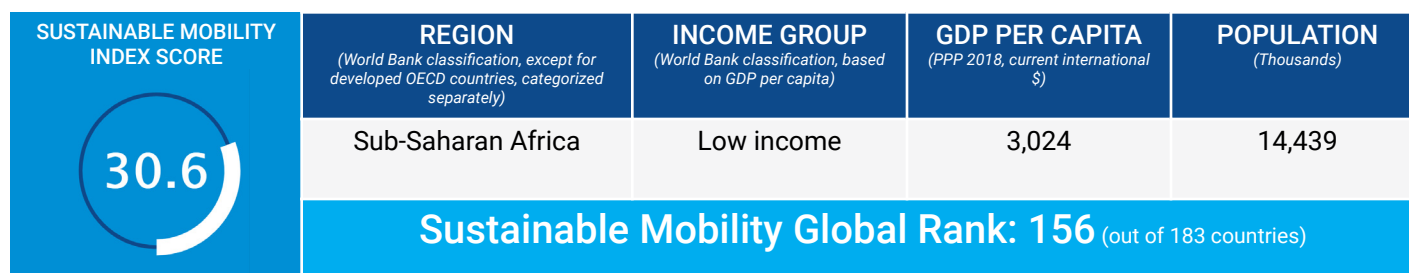 SUSTAINABLE MOBILITY
INDEX SCORE
30.6
REGION
(World Bank classification, except for
developed OECD countries, categorized
separately)
INCOME GROUP
(World Bank classification, based
on GDP per capita)
GDP PER CAPITA
(PPP 2018, current international
$)
POPULATION
(Thousands)
Sub-Saharan Africa
Low income
3,024
14,439
Sustainable Mobility Global Rank: 156 (out of 183 countries)